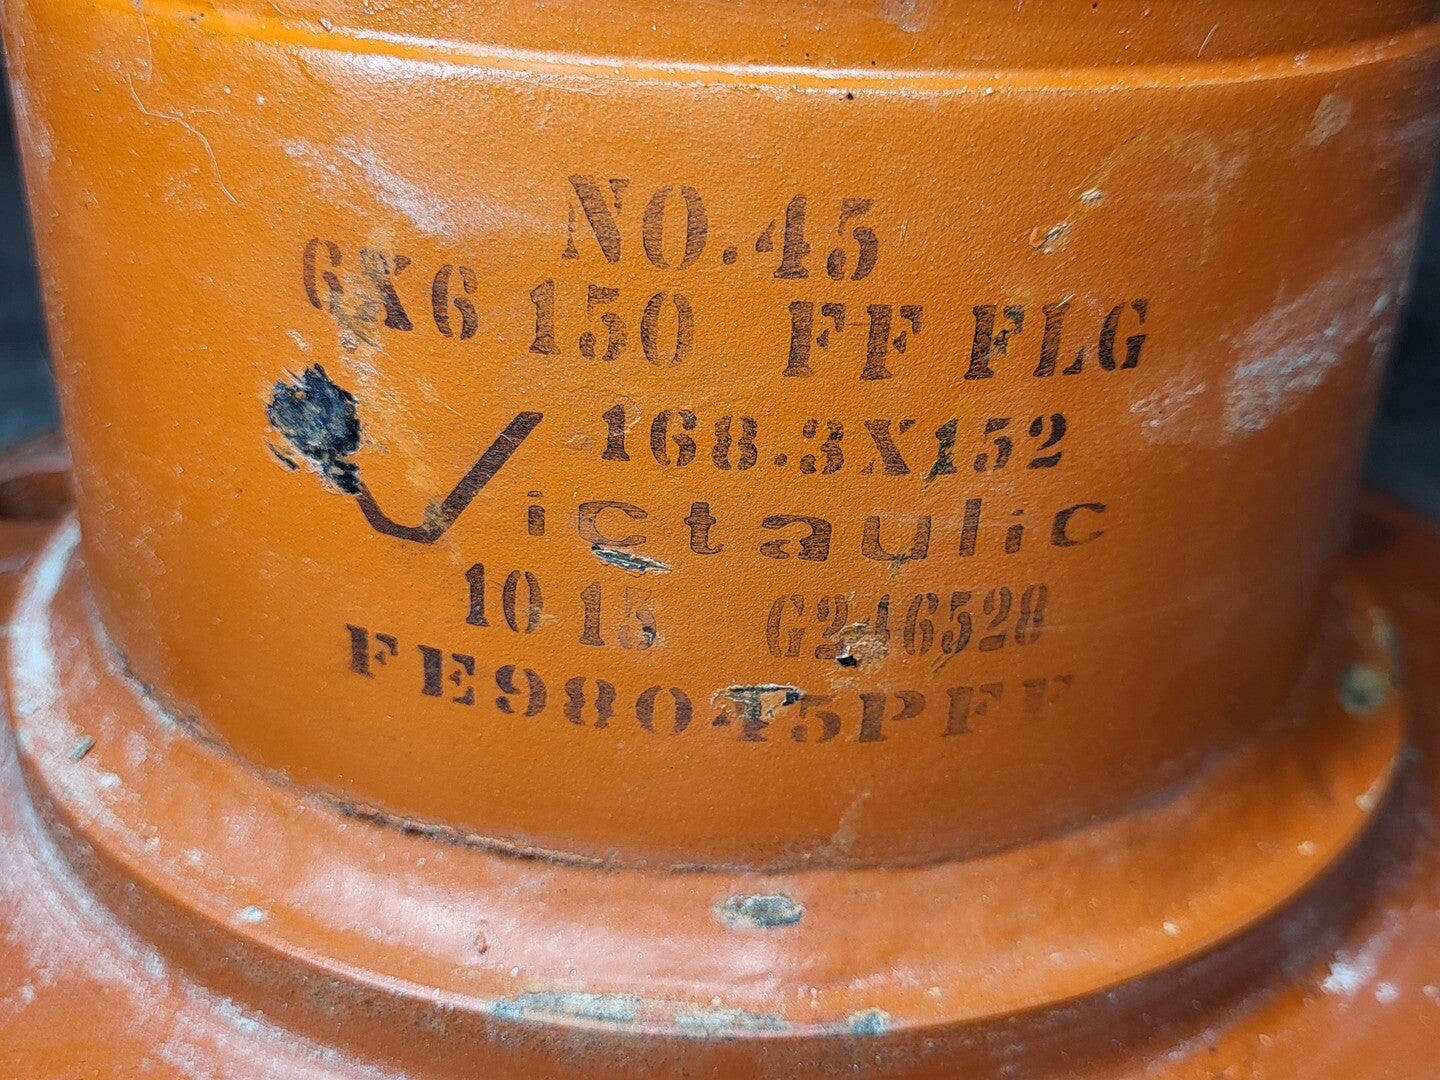 NO.45
6X6 150 FF FLG
168.3X152
Victaulic
10 15 G246528
FE98045PFF